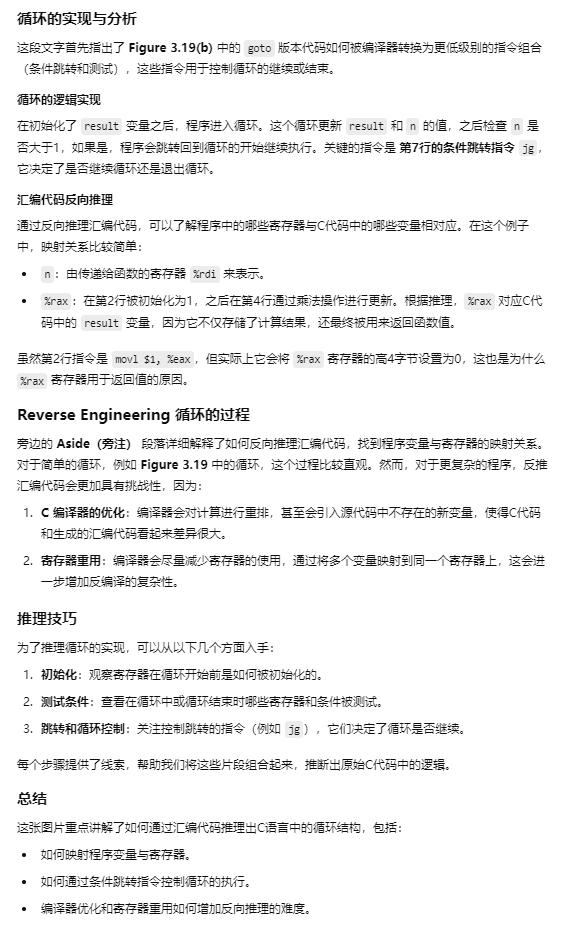 循环的实现与分析
这段文字首先指出了 Figure 3.19(b) 中的 goto 版本代码如何被编译器转换为更低级别的指令组合
（条件跳转和测试），这些指令用于控制循环的继续或结束。
循环的逻辑实现
在初始化了 result 变量之后，程序进入循环。这个循环更新 result 和 n 的值，之后检查 n 是
否大于1，如果是，程序会跳转回到循环的开始继续执行。关键的指令是 第7行的条件跳转指令 jg，
它决定了是否继续循环还是退出循环。
汇编代码反向推理
通过反向推理汇编代码，可以了解程序中的哪些寄存器与C代码中的哪些变量相对应。在这个例子
中，映射关系比较简单：
• n：由传递给函数的寄存器 %rdi 来表示。
• %rax：在第2行被初始化为1，之后在第4行通过乘法操作进行更新。根据推理，%rax 对应C代
码中的 result 变量，因为它不仅存储了计算结果，还最终被用来返回函数值。
虽然第2行指令是 movl $1, %eax，但实际上它会将 %rax 寄存器的高4字节设置为0，这也是为什么
%rax 寄存器用于返回值的原因。
Reverse Engineering 循环的过程
旁边的 Aside（旁注） 段落详细解释了如何反向推理汇编代码，找到程序变量与寄存器的映射关系。
对于简单的循环，例如 Figure 3.19 中的循环，这个过程比较直观。然而，对于更复杂的程序，反推
汇编代码会更加具有挑战性，因为：
1. C 编译器的优化：编译器会对计算进行重排，甚至会引入源代码中不存在的新变量，使得C代码
和生成的汇编代码看起来差异很大。
2. 寄存器重用：编译器会尽量减少寄存器的使用，通过将多个变量映射到同一个寄存器上，这会进
一步增加反编译的复杂性。
推理技巧
为了推理循环的实现，可以从以下几个方面入手：
1. 初始化：观察寄存器在循环开始前是如何被初始化的。
2. 测试条件：查看在循环中或循环结束时哪些寄存器和条件被测试。
3. 跳转和循环控制：关注控制跳转的指令（例如 jg），它们决定了循环是否继续。
每个步骤提供了线索，帮助我们将这些片段组合起来，推断出原始C代码中的逻辑。
总结
这张图片重点讲解了如何通过汇编代码推理出C语言中的循环结构，包括：
• 如何映射程序变量与寄存器。
• 如何通过条件跳转指令控制循环的执行。
• 编译器优化和寄存器重用如何增加反向推理的难度。